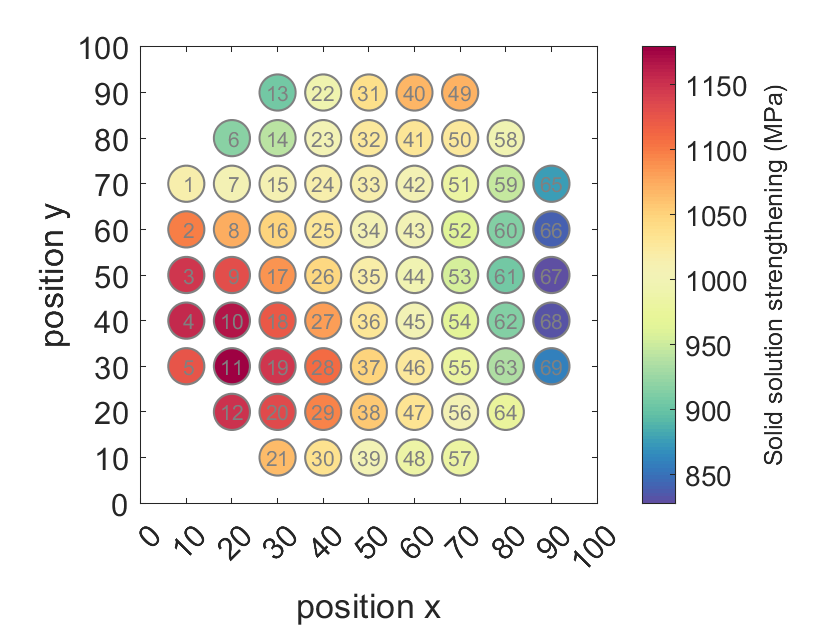 100
90
80
70
60
50
40
30
20
10
0
position y
13 22 31 40 49
6 14 23 32 41 50 58
1 7 15 24 33 42 51 59
2 8 16 25 34 43 52 60 66
3 9 17 26 35 44 53 61 67
4 10 18 27 36 45 54 62 68
5 11 19 28 37 46 55 63 69
12 20 29 38 47 56 64
21 30 39 48 57
0 10 20 30 40 50 60 70 80 90 100
position x
1150
1100
1050
1000
950
900
850
Solid solution strengthening (MPa)